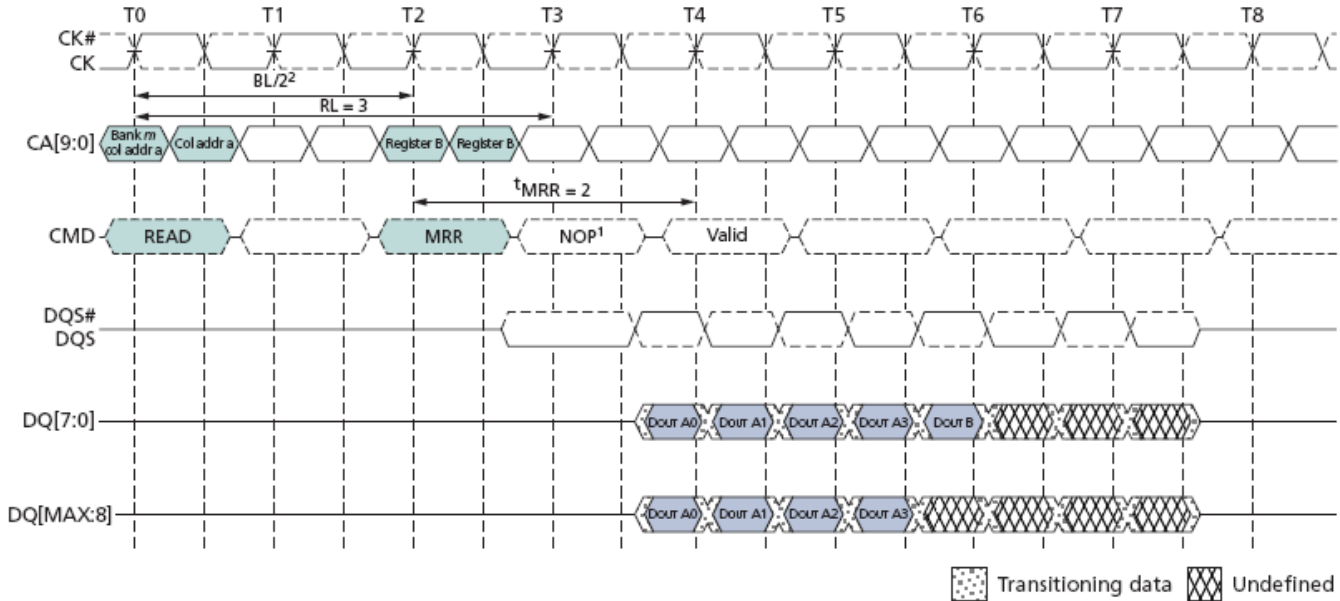 T0 T1 T2 T3 T4 T5 T6 T7 T8
CK#
CK
BL/2²
RL = 3
CA[9:0]
Bank m
col addr a
Col addr a
Register B
Register B
tMRR = 2
CMD
READ
MRR
NOP¹
Valid
DQS#
DQS
DQ[7:0]
DOUT A0
DOUT A1
DOUT A2
DOUT A3
DOUT B
DQ[MAX:8]
DOUT A0
DOUT A1
DOUT A2
DOUT A3
Transitioning data
Undefined